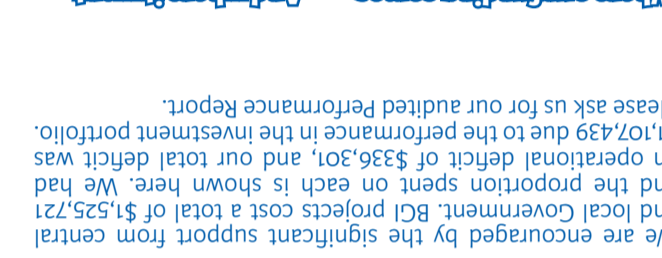 We are encouraged by the significant support from central
nd local Government. BGI projects cost a total of $1,525,721
nd the proportion spent on each is shown here. We had
n operational deficit of $336,301, and our total deficit was
1,107,439 due to the performance in the investment portfolio.
lease ask us for our audited Performance Report.